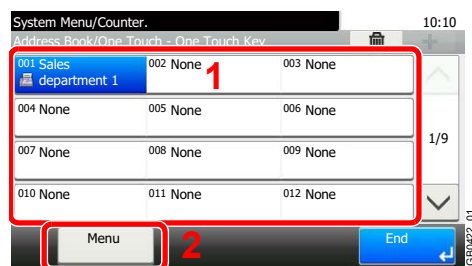 System Menu/Counter. 10:10
Address Book/One Touch - One Touch Key
001 Sales department 1
002 None
003 None
1
004 None
005 None
006 None
1/9
007 None
008 None
009 None
010 None
011 None
012 None
Menu
2
End
GB0422_01